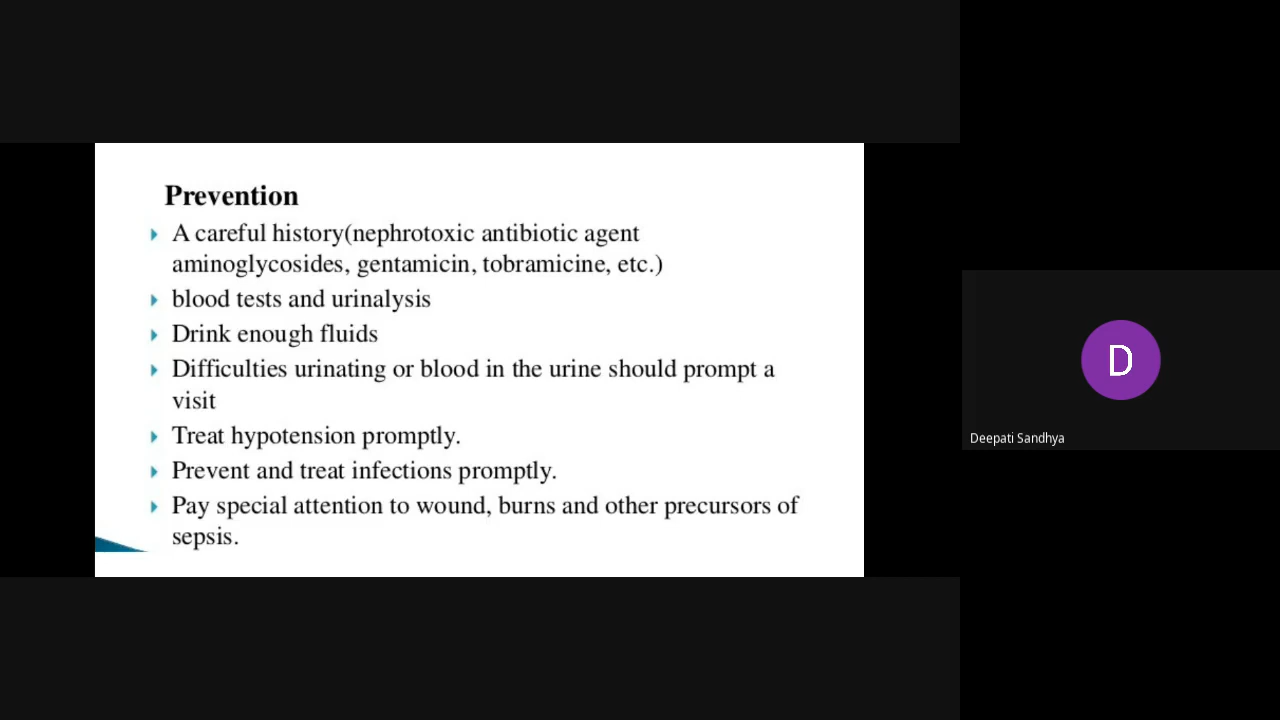 Prevention
A careful history(nephrotoxic antibiotic agent
aminoglycosides, gentamicin, tobramicine, etc.)
blood tests and urinalysis
Drink enough fluids
Difficulties urinating or blood in the urine should prompt a
visit
Treat hypotension promptly.
Prevent and treat infections promptly.
Pay special attention to wound, burns and other precursors of
sepsis.
D
Deepati Sandhya